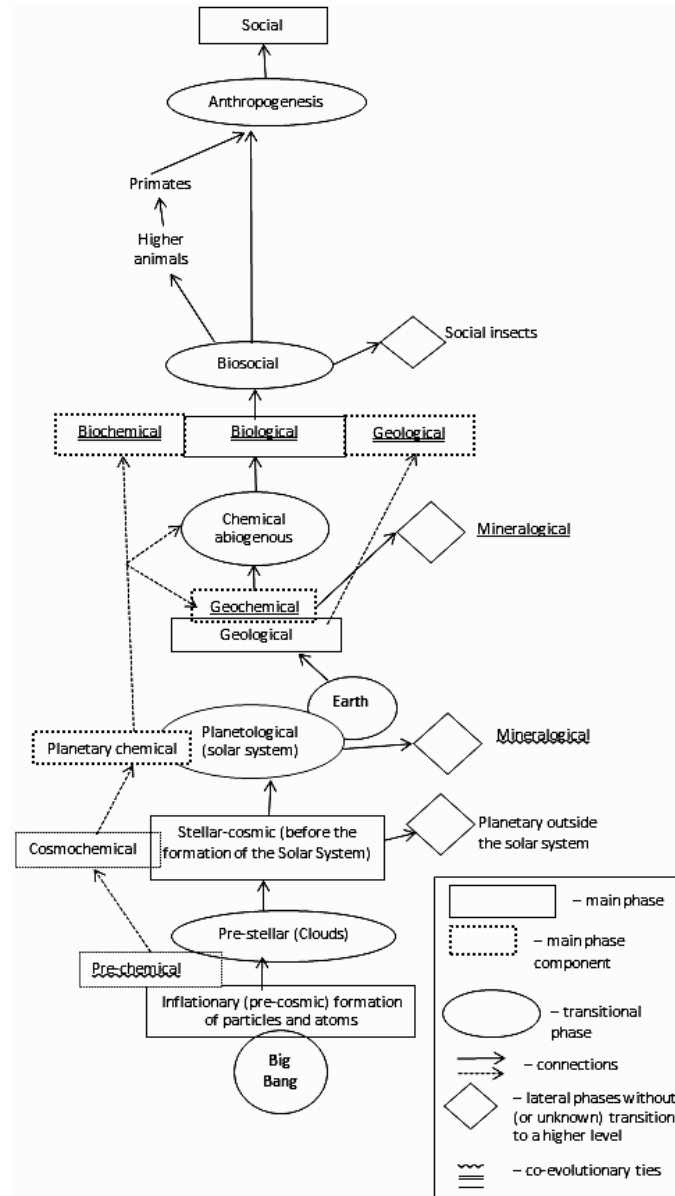 Social
Anthropogenesis
Primates
Higher
animals
Biosocial
Social insects
Biochemical
Biological
Geological
Chemical
abiogenous
Mineralogical
Geochemical
Geological
Earth
Planetological
(solar system)
Planetary chemical
Mineralogical
Stellar-cosmic (before the
formation of the Solar System)
Cosmochemical
Planetary outside
the solar system
Pre-stellar (Clouds)
Pre-chemical
Inflationary (pre-cosmic) formation
of particles and atoms
Big
Bang
– main phase
– main phase
component
– transitional
phase
– connections
– lateral phases without
(or unknown) transition
to a higher level
– co-evolutionary ties